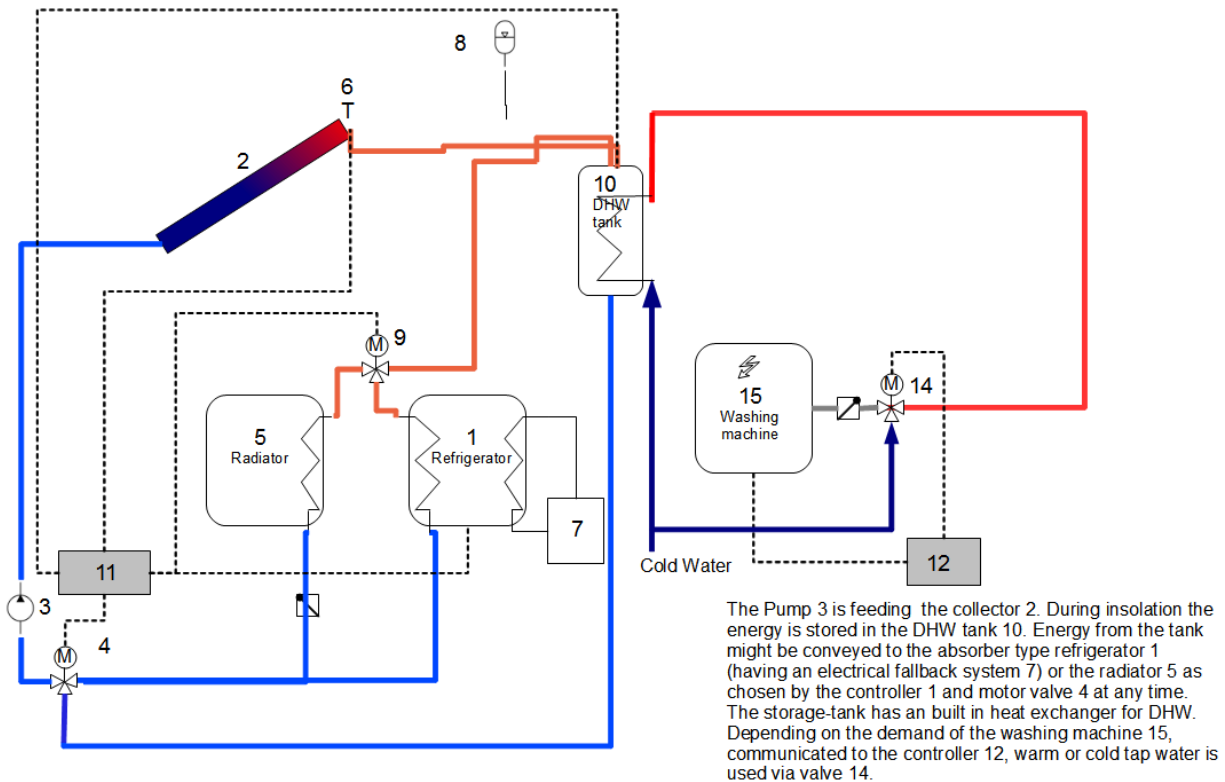 8
6
T
2
10
DHW
tank
M
9
M
14
15
Washing
machine
5
Radiator
1
Refrigerator
7
Cold Water
12
11
3
4
M
The Pump 3 is feeding the collector 2. During insolation the
energy is stored in the DHW tank 10. Energy from the tank
might be conveyed to the absorber type refrigerator 1
(having an electrical fallback system 7) or the radiator 5 as
chosen by the controller 1 and motor valve 4 at any time.
The storage-tank has an built in heat exchanger for DHW.
Depending on the demand of the washing machine 15,
communicated to the controller 12, warm or cold tap water is
used via valve 14.